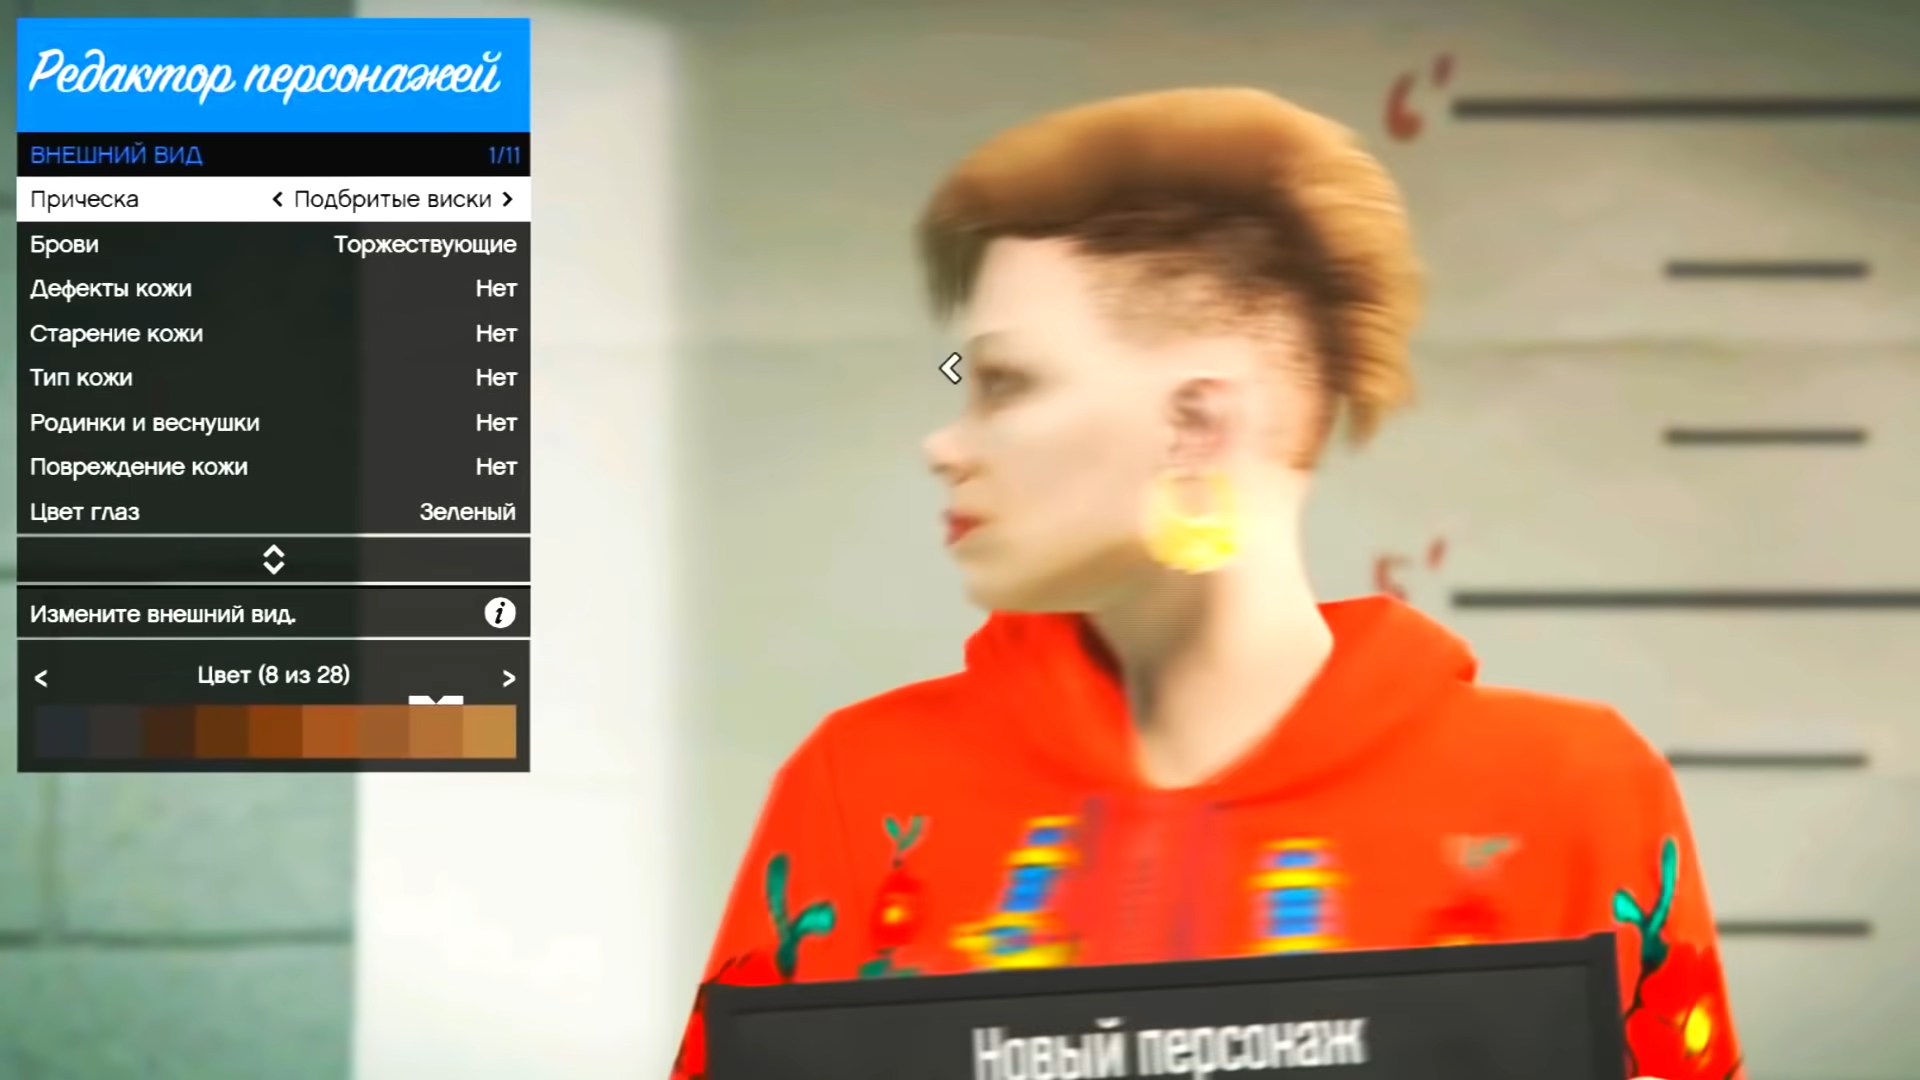 Редактор персонажей
ВНЕШНИЙ ВИД 1/11
Прическа < Подбритые виски >
Брови Торжествующие
Дефекты кожи Нет
Старение кожи Нет
Тип кожи Нет
Родинки и веснушки Нет
Повреждение кожи Нет
Цвет глаз Зеленый
Измените внешний вид. i
< Цвет (8 из 28) >
6'
5'
Новый персонаж